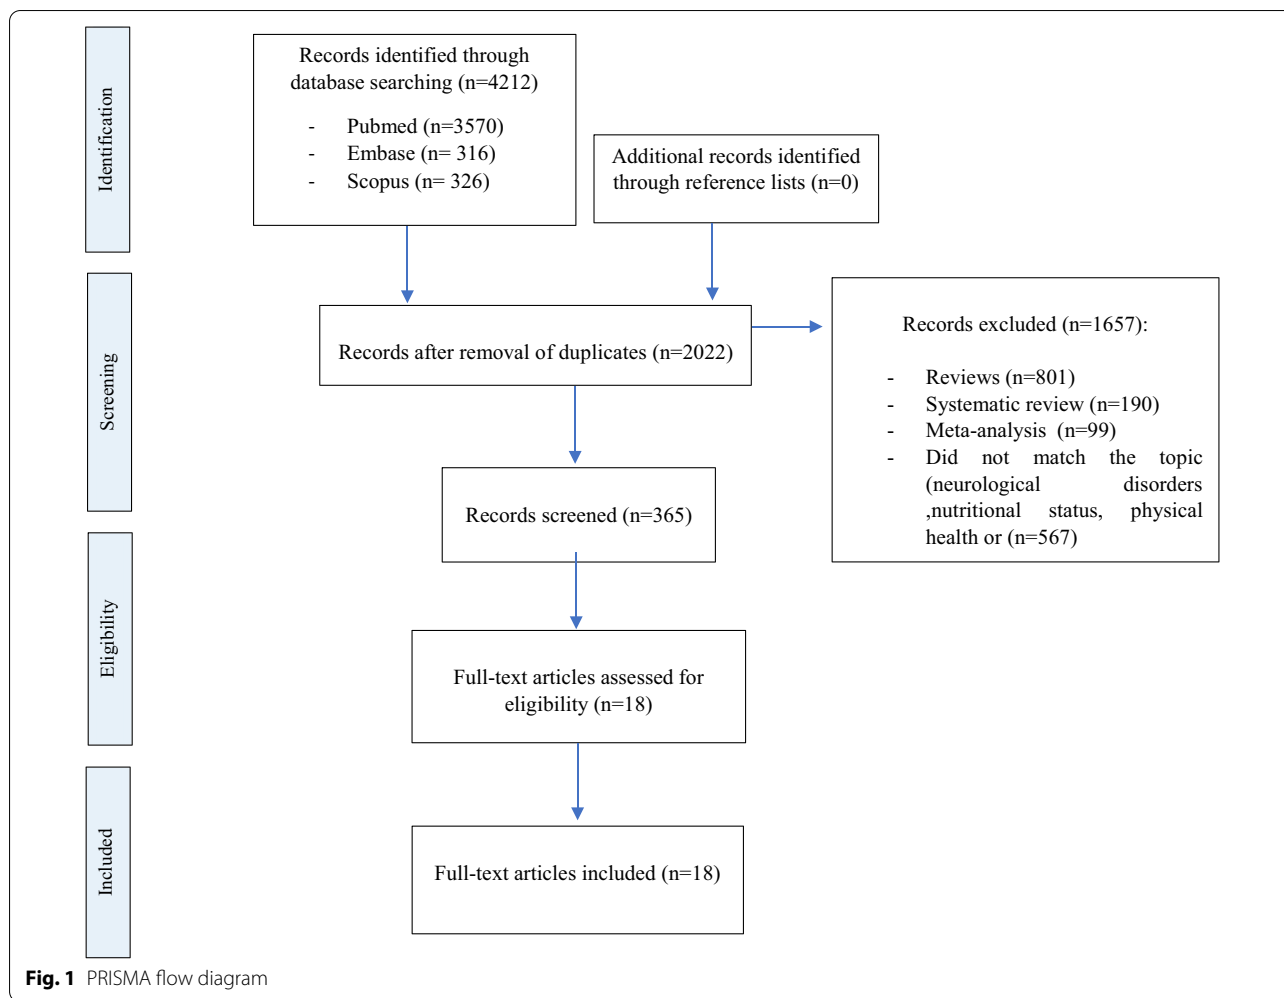 Identification
Records identified through
database searching (n=4212)
- Pubmed (n=3570)
- Embase (n= 316)
- Scopus (n= 326)
Additional records identified
through reference lists (n=0)
Screening
Records after removal of duplicates (n=2022)
Records excluded (n=1657):
- Reviews (n=801)
- Systematic review (n=190)
- Meta-analysis (n=99)
- Did not match the topic
(neurological disorders
,nutritional status, physical
health or (n=567)
Records screened (n=365)
Eligibility
Full-text articles assessed for
eligibility (n=18)
Included
Full-text articles included (n=18)
Fig. 1 PRISMA flow diagram